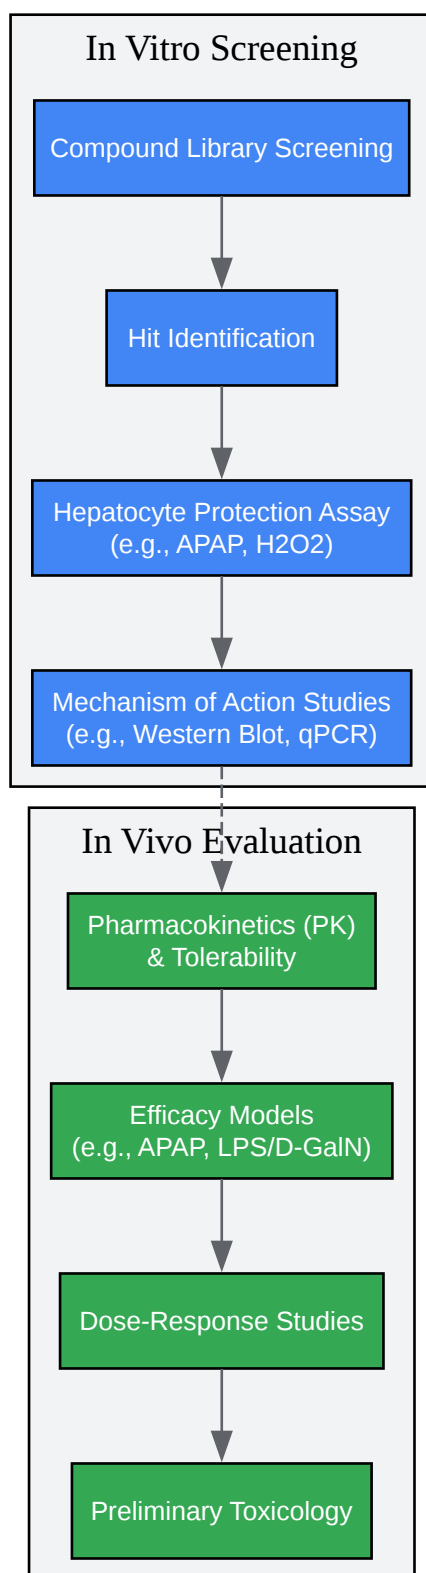 In Vitro Screening
Compound Library Screening
Hit Identification
Hepatocyte Protection Assay
(e.g., APAP, H2O2)
Mechanism of Action Studies
(e.g., Western Blot, qPCR)
In Vivo Evaluation
Pharmacokinetics (PK)
& Tolerability
Efficacy Models
(e.g., APAP, LPS/D-GalN)
Dose-Response Studies
Preliminary Toxicology